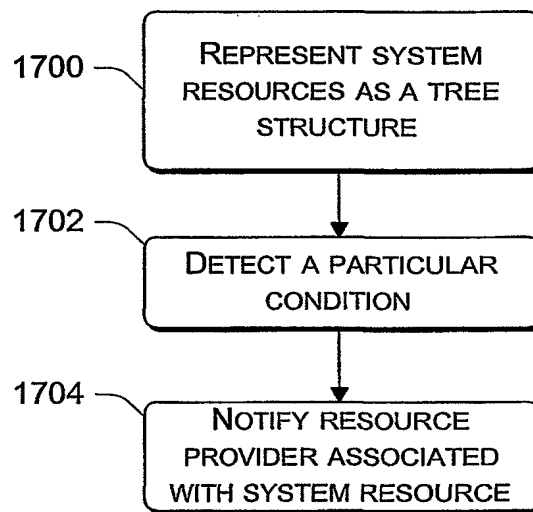 1700
REPRESENT SYSTEM
RESOURCES AS A TREE
STRUCTURE
1702
DETECT A PARTICULAR
CONDITION
1704
NOTIFY RESOURCE
PROVIDER ASSOCIATED
WITH SYSTEM RESOURCE